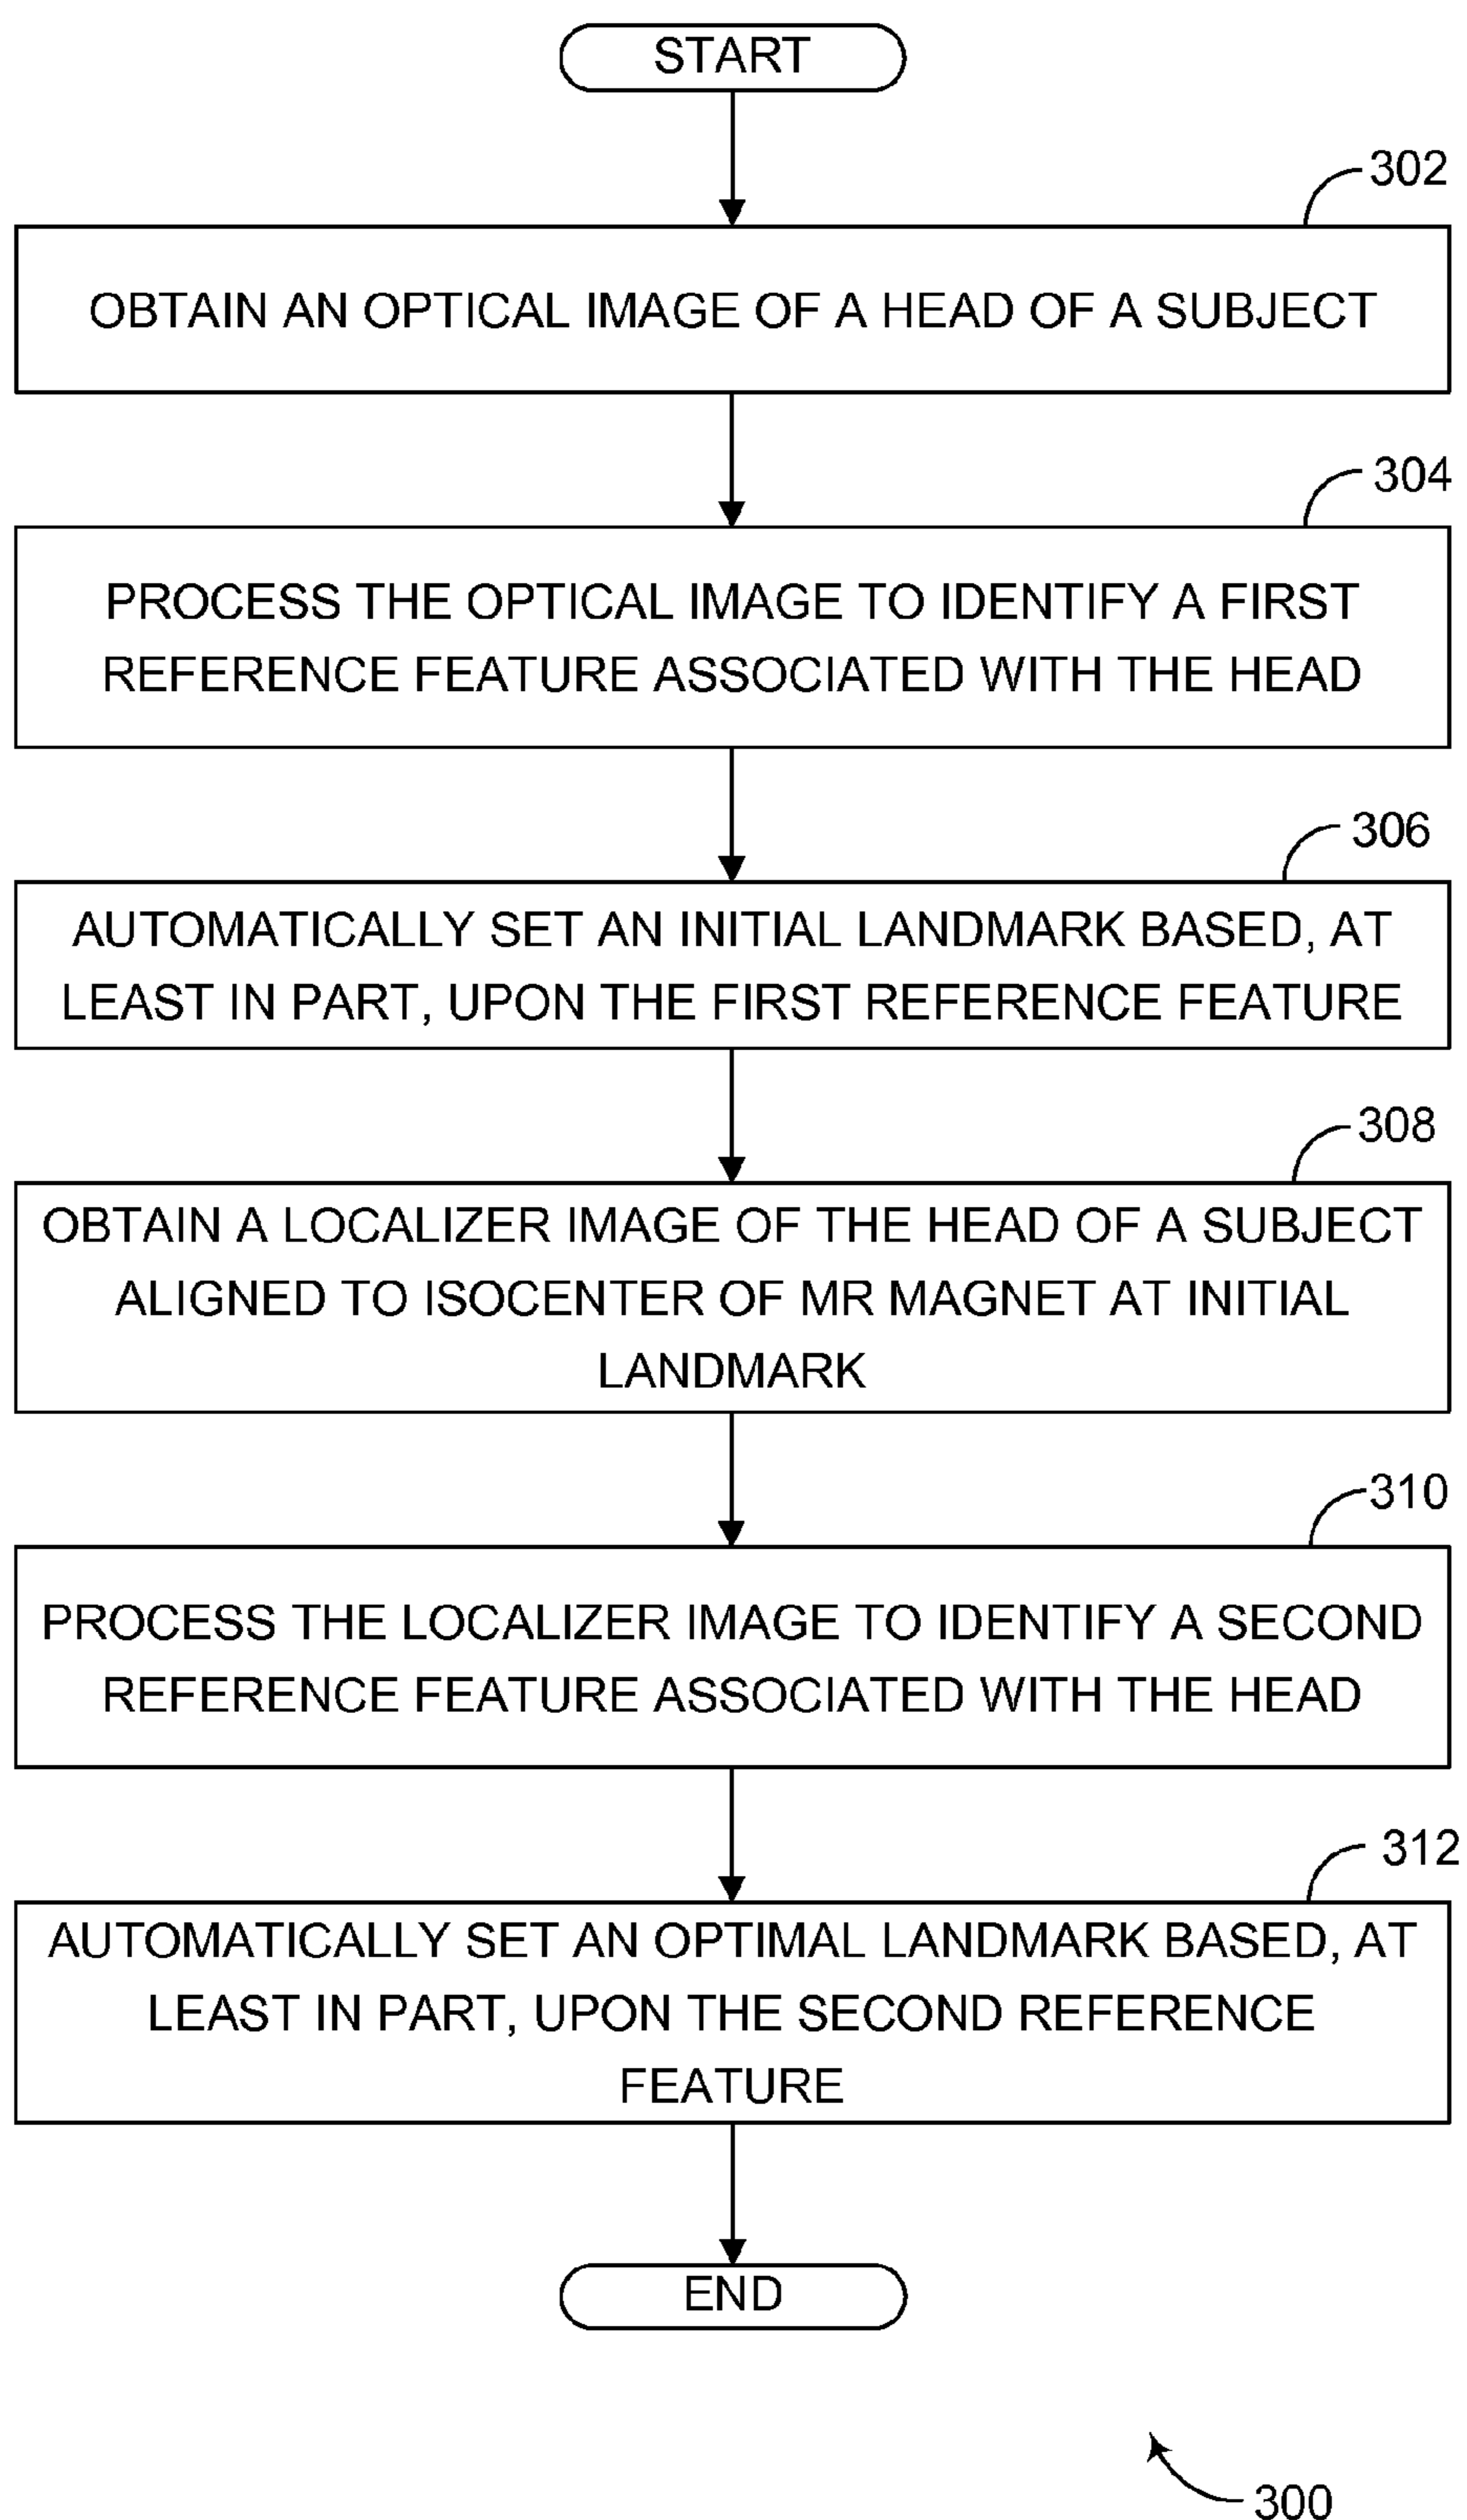 START
302
OBTAIN AN OPTICAL IMAGE OF A HEAD OF A SUBJECT
304
PROCESS THE OPTICAL IMAGE TO IDENTIFY A FIRST
REFERENCE FEATURE ASSOCIATED WITH THE HEAD
306
AUTOMATICALLY SET AN INITIAL LANDMARK BASED, AT
LEAST IN PART, UPON THE FIRST REFERENCE FEATURE
308
OBTAIN A LOCALIZER IMAGE OF THE HEAD OF A SUBJECT
ALIGNED TO ISOCENTER OF MR MAGNET AT INITIAL
LANDMARK
310
PROCESS THE LOCALIZER IMAGE TO IDENTIFY A SECOND
REFERENCE FEATURE ASSOCIATED WITH THE HEAD
312
AUTOMATICALLY SET AN OPTIMAL LANDMARK BASED, AT
LEAST IN PART, UPON THE SECOND REFERENCE
FEATURE
END
300